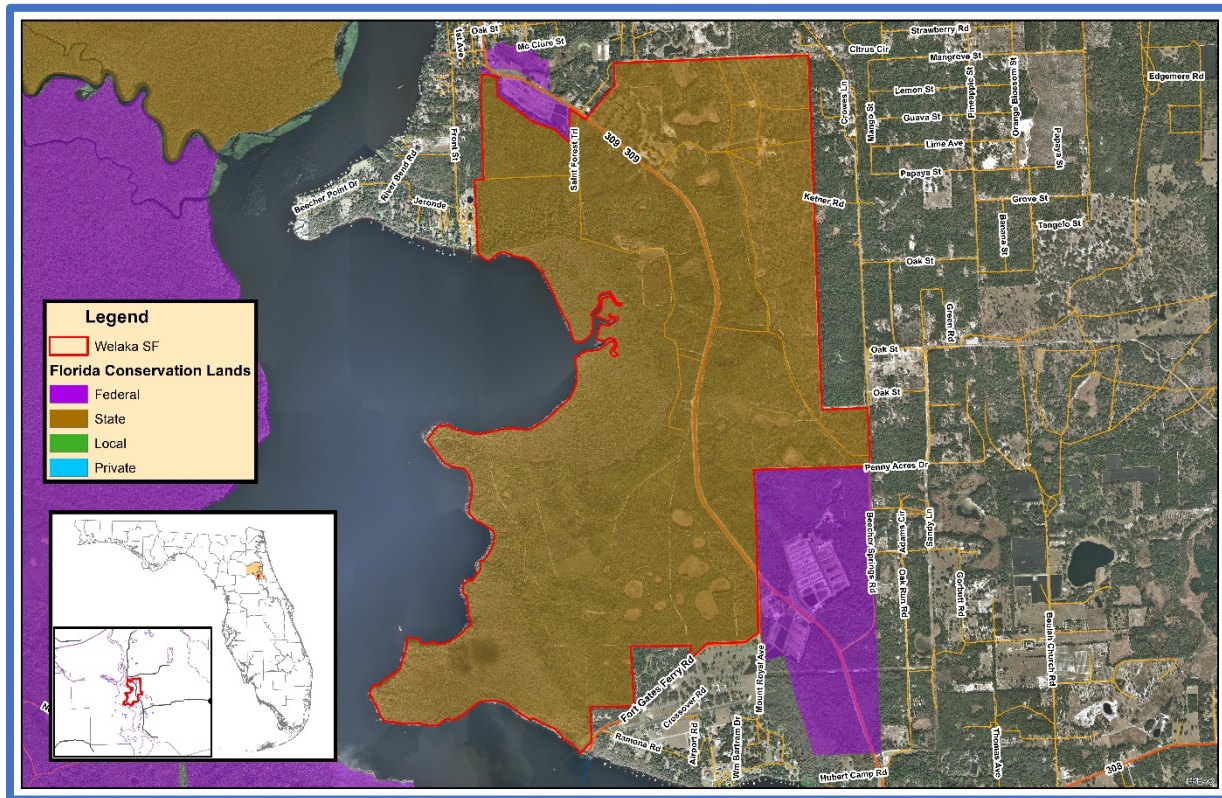 Oak St
1st Ave
Mc Clure St
Strawberry Rd
Citrus Cir
Mangrove St
Edgemere Rd
Lemon St
Pineapple St
Orange Blossom St
Crowes Ln
Mango St
Guava St
Lime Ave
Papaya St
Papaya St
309 309
Saint Forest Trl
Front St
River Bend Rd
Beecher Point Dr
Jeronde
Ketner Rd
Grove St
Banana St
Tangelo St
Oak St
Green Rd
Oak St
Oak St
Legend
Welaka SF
Florida Conservation Lands
Federal
State
Local
Private
Penny Acres Dr
Beecher Springs Rd
Adams Cir
Sandy Ln
Oak Run Rd
Gorbutt Rd
Beulah Church Rd
Fort Gates Ferry Rd
Crossover Rd
Mount Royal Ave
Ramona Rd
Airport Rd
Wm Bartram Dr
Hubert Camp Rd
Thomas Ave
308